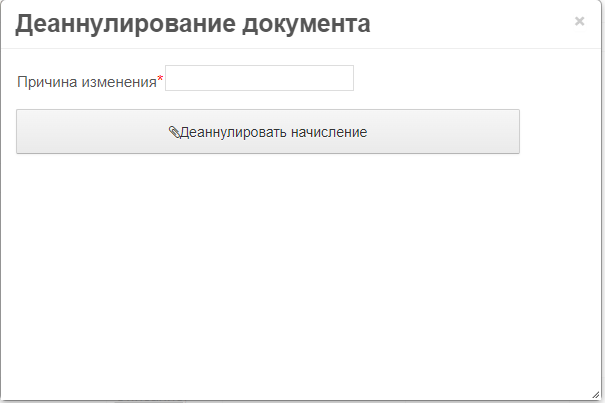 Деаннулирование документа
Причина изменения*
Деаннулировать начисление